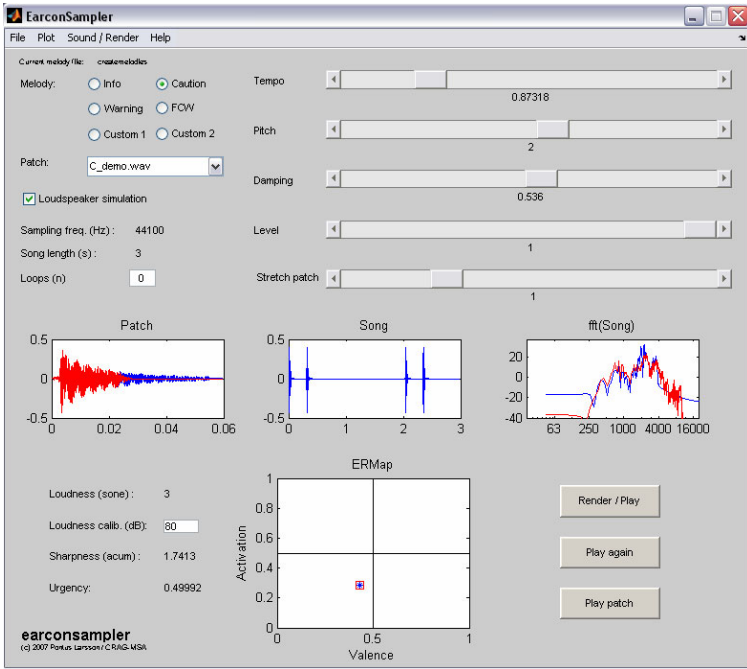 EarconSampler
File Plot Sound / Render Help
Current melody file: createmelodies
Melody: Info Caution
Warning FCW
Custom 1 Custom 2
Patch: C_demo.wav
Loudspeaker simulation
Sampling freq. (Hz) : 44100
Song length (s) : 3
Loops (n) 0
Tempo
0.87318
Pitch
2
Damping
0.536
Level
1
Stretch patch
1
Patch
0.5
0
-0.5
0 0.02 0.04 0.06
Song
0.5
0
-0.5
0 1 2 3
fft(Song)
20
0
-20
-40
63 250 1000 4000 16000
Loudness (sone) : 3
Loudness calib. (dB): 80
Sharpness (acum) : 1.7413
Urgency: 0.49992
ERMap
1
0.8
0.6
0.4
0.2
0
Activation
0 0.5 1
Valence
Render / Play
Play again
Play patch
earconsampler
(c) 2007 Pontus Larsson / CRAG-MSA